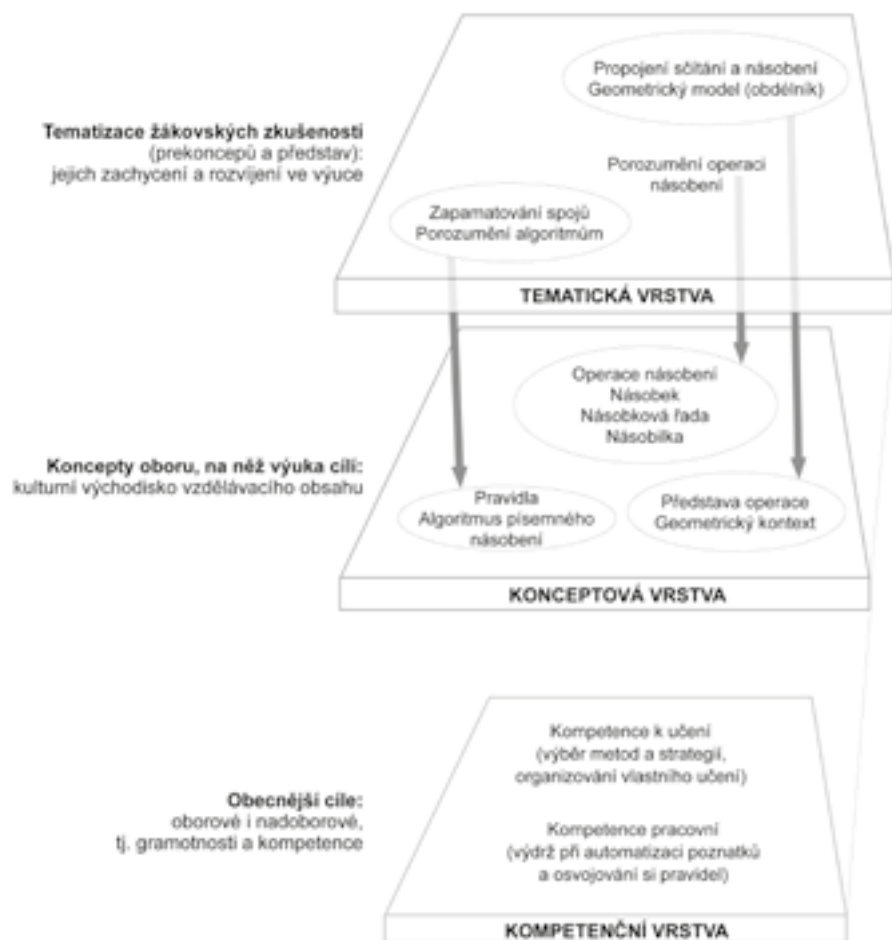 Propojení sčítání a násobení
Geometrický model (obdélník)
Tematizace žákovských zkušeností
(prekonceptů a představ):
jejich zachycení a rozvíjení ve výuce
Porozumění operaci
násobení
Zapamatování spojů
Porozumění algoritmům
TEMATICKÁ VRSTVA
Operace násobení
Násobek
Násobková řada
Násobilka
Koncepty oboru, na něž výuka cílí:
kulturní východisko vzdělávacího obsahu
Pravidla
Algoritmus písemného
násobení
Představa operace
Geometrický kontext
KONCEPTOVÁ VRSTVA
Kompetence k učení
(výběr metod a strategií,
organizování vlastního učení)
Obecnější cíle:
oborové i nadoborové,
tj. gramotnosti a kompetence
Kompetence pracovní
(výdrž při automatizaci poznatků
a osvojování si pravidel)
KOMPETENČNÍ VRSTVA